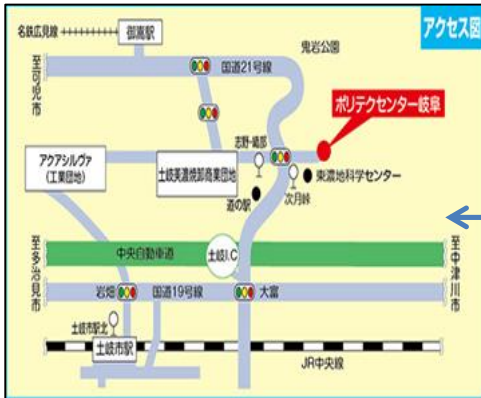 アクセス図
名鉄広見線
御嵩駅
鬼岩公園
至可児市
国道21号線
ポリテクセンター岐阜
志野・織部
アクアシルヴァ
(工業団地)
土岐美濃焼卸商業団地
東濃地科学センター
道の駅
次月峠
至多治見市
中央自動車道
土岐I.C
至中津川市
岩畑
国道19号線
大富
土岐市駅北
土岐市駅
JR中央線